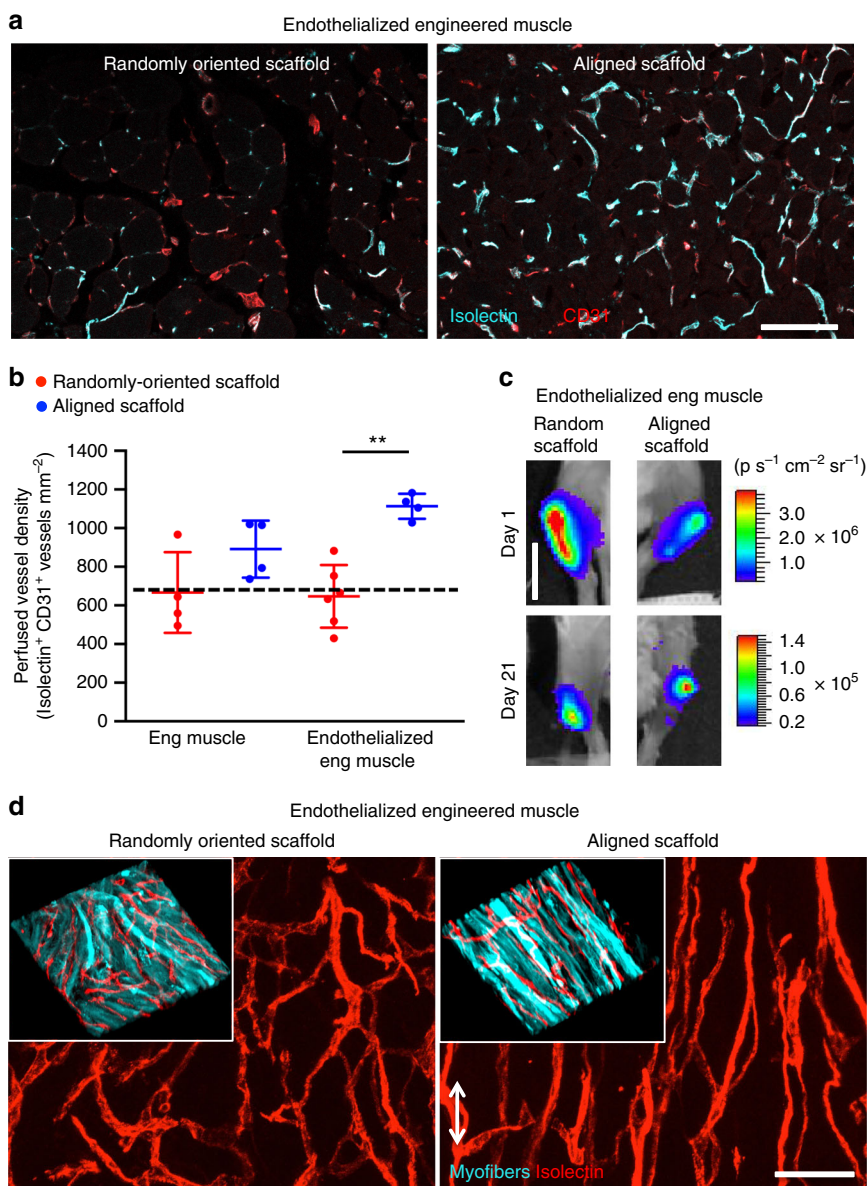 a
Endothelialized engineered muscle
Randomly oriented scaffold
Aligned scaffold
Isolectin
CD31
b
Randomly-oriented scaffold
Aligned scaffold
Perfused vessel density
(Isolectin⁺ CD31⁺ vessels mm⁻²)
1400
1200
1000
800
600
400
200
0
**
Eng muscle
Endothelialized
eng muscle
c
Endothelialized eng muscle
Random
scaffold
Aligned
scaffold
(p s⁻¹ cm⁻² sr⁻¹)
Day 1
3.0
2.0 × 10⁶
1.0
Day 21
1.4
1.0
0.6 × 10⁵
0.2
d
Endothelialized engineered muscle
Randomly oriented scaffold
Aligned scaffold
Myofibers Isolectin